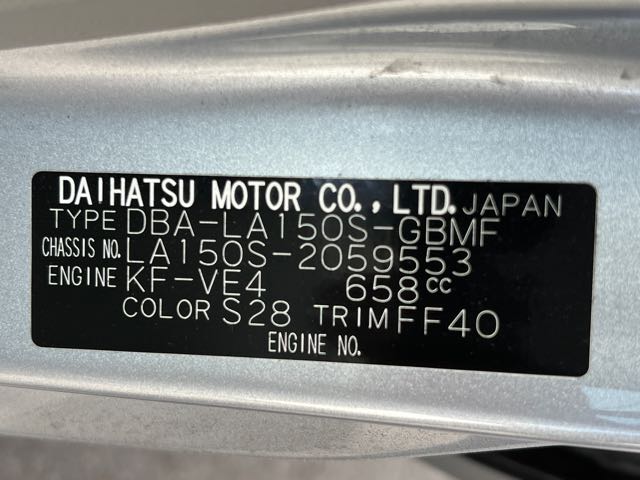 DAIHATSU MOTOR CO., LTD. JAPAN
TYPE DBA-LA150S-GBMF
CHASSIS NO. LA150S-2059553
ENGINE KF-VE4 658cc
COLOR S28 TRIM FF40
ENGINE NO.